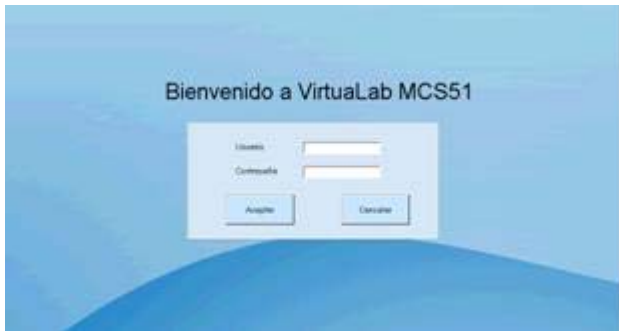 Bienvenido a VirtuaLab MCS51
Usuario
Contraseña
Aceptar
Cancelar